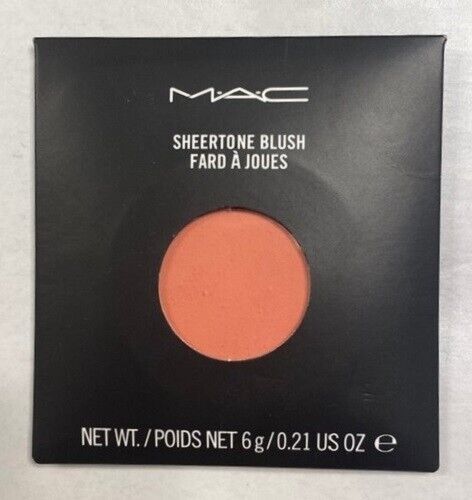 M·A·C
SHEERTONE BLUSH
FARD À JOUES
NET WT./POIDS NET 6 g/0.21 US OZ ℮